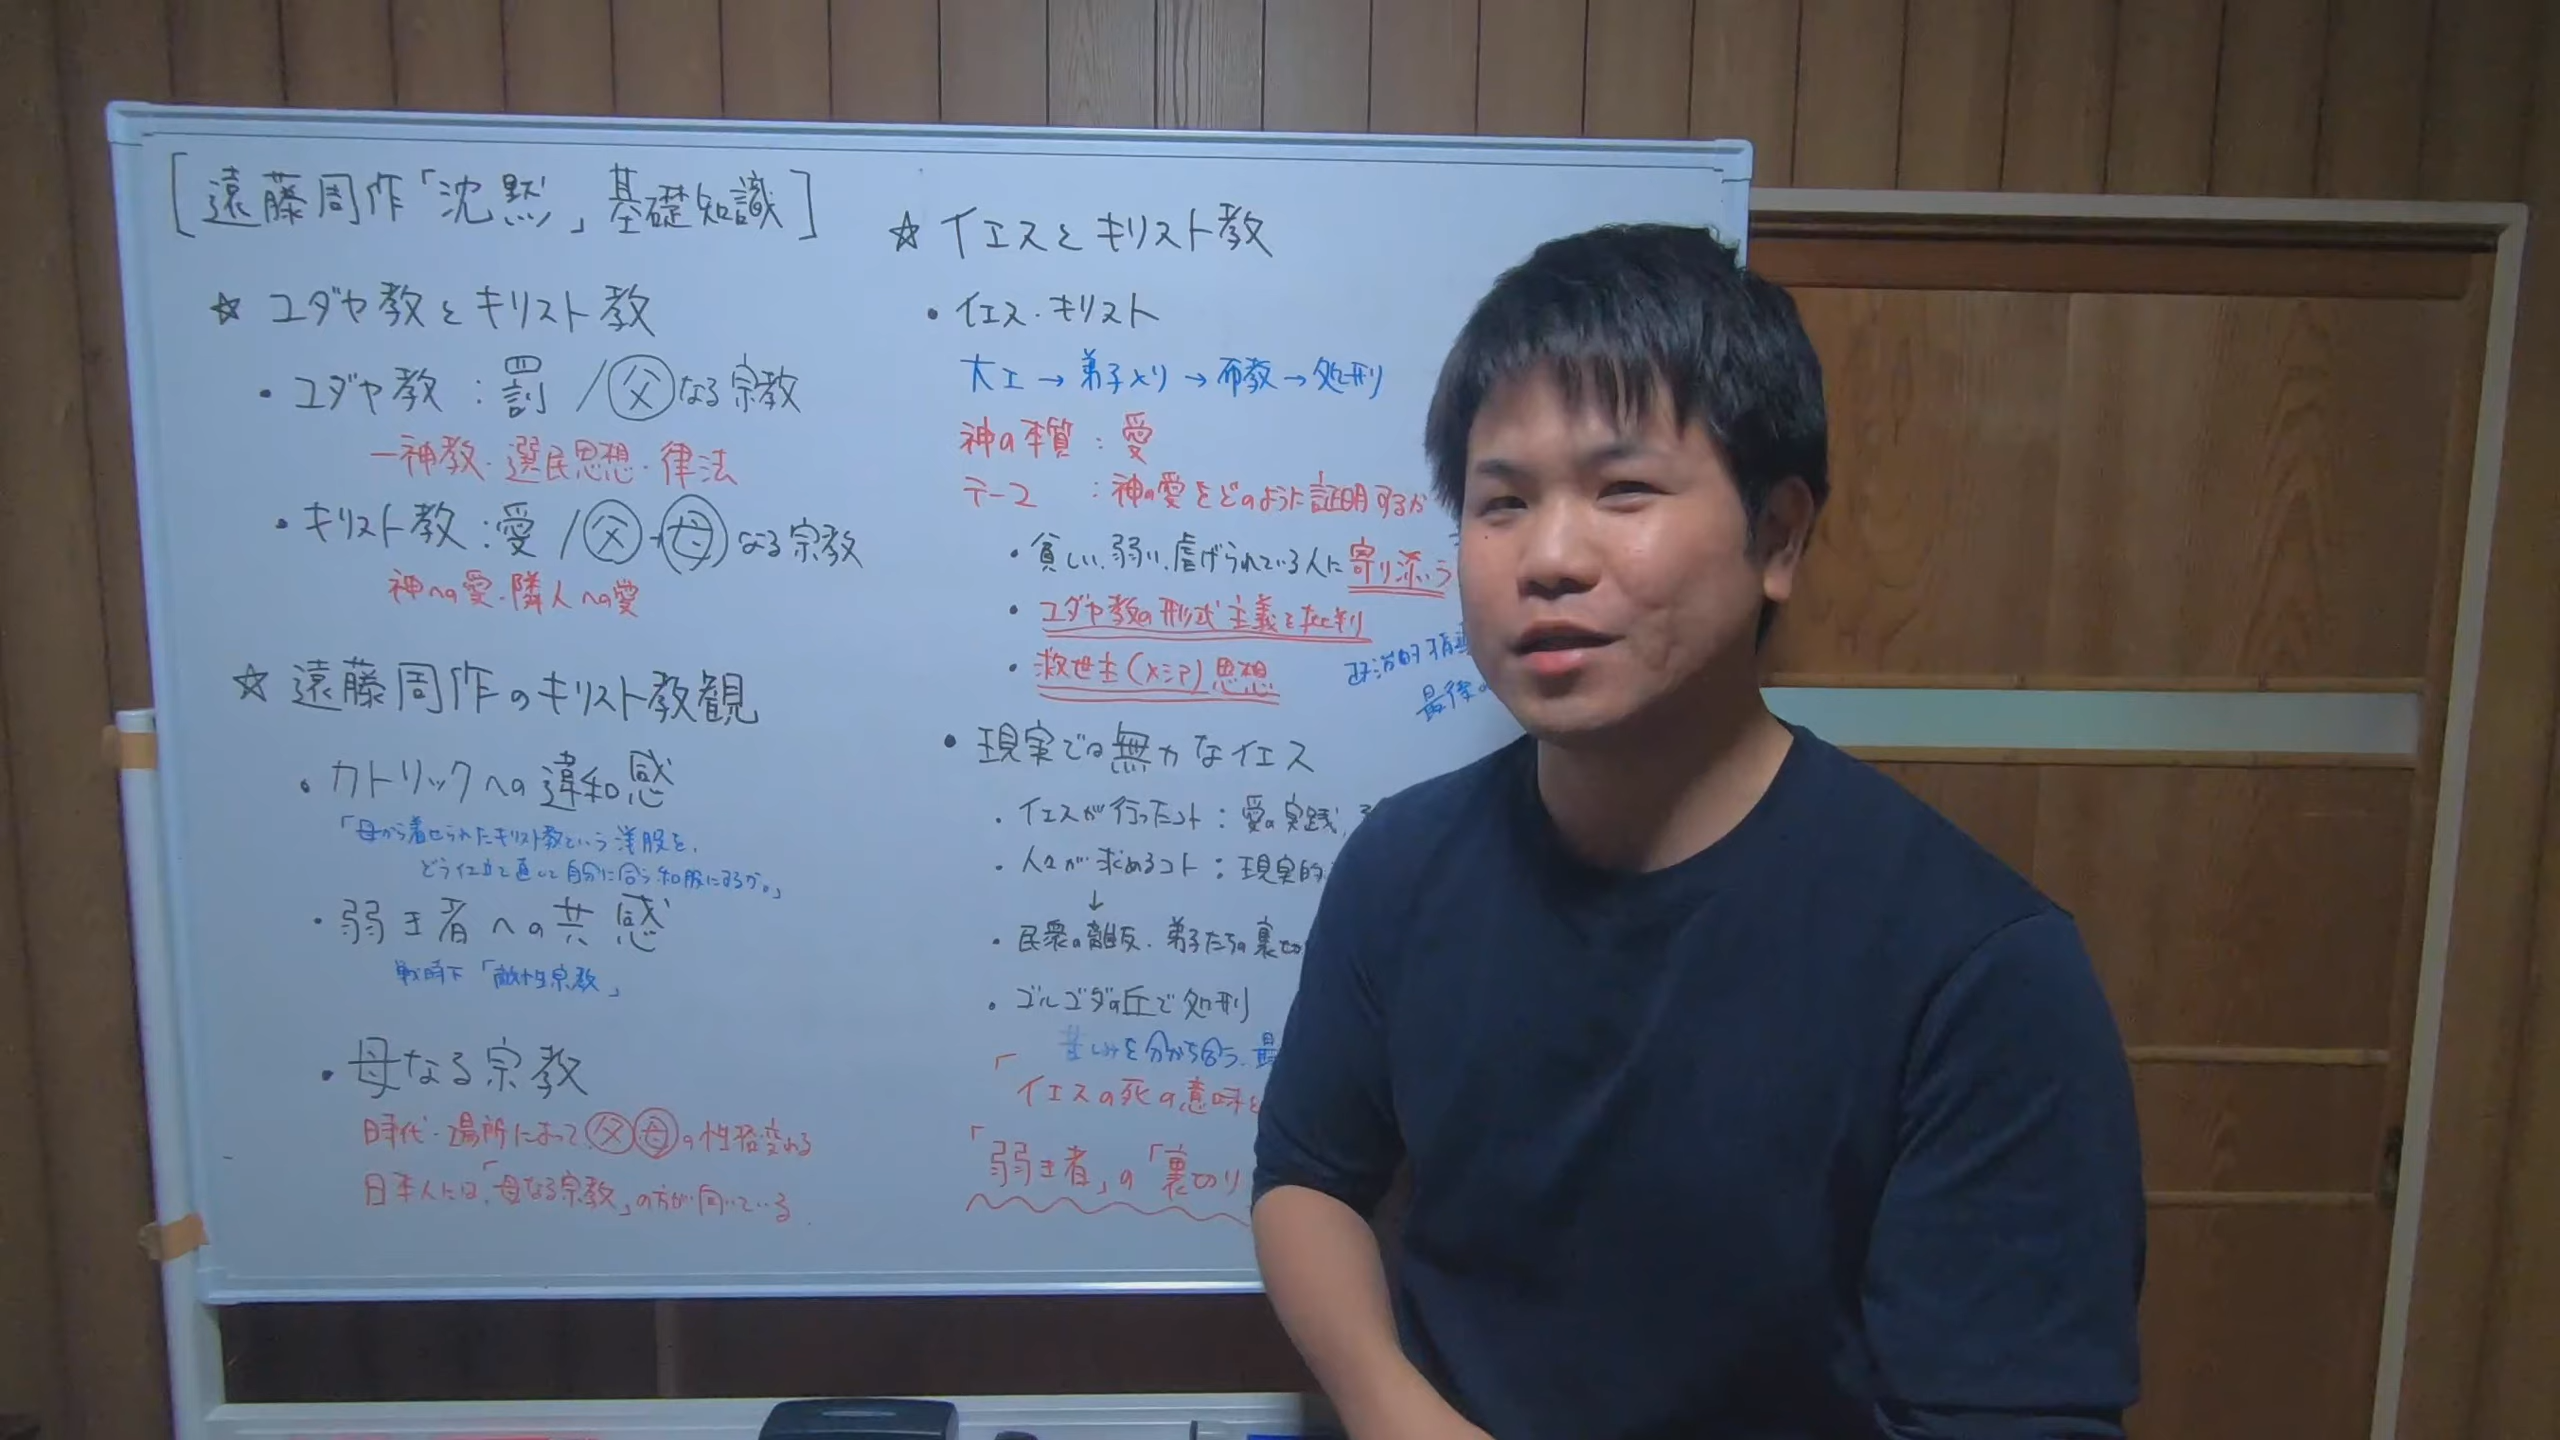 [遠藤周作「沈黙」基礎知識]
☆ ユダヤ教とキリスト教
・ユダヤ教：罰／父なる宗教
一神教・選民思想・律法
・キリスト教：愛／父・母なる宗教
神への愛・隣人への愛
☆ 遠藤周作のキリスト教観
・カトリックへの違和感
「母から着せられたキリスト教という洋服を、
どう仕立て直して自分に合う和服にするか。」
・弱き者への共感
戦時下「敵性宗教」
・母なる宗教
時代・場所によって父母の性格変わる
日本人には、「母なる宗教」の方が向いている
☆ イエスとキリスト教
・イエス・キリスト
大工→弟子入り→布教→処刑
神の本質：愛
テーマ：神の愛をどのように証明するか
・貧しい、弱い、虐げられている人に寄り添う
・ユダヤ教の形式主義を批判
・救世主(メシア)思想
政治的指導
最後の
・現実では無力なイエス
・イエスが行ったコト：愛の実践、
・人々が求めるコト：現実的
↓
・民衆の離反、弟子たちの裏切
・ゴルゴダの丘で処刑
苦しみを分かち合う、最
「イエスの死の意味を
「「弱き者」の「裏切り